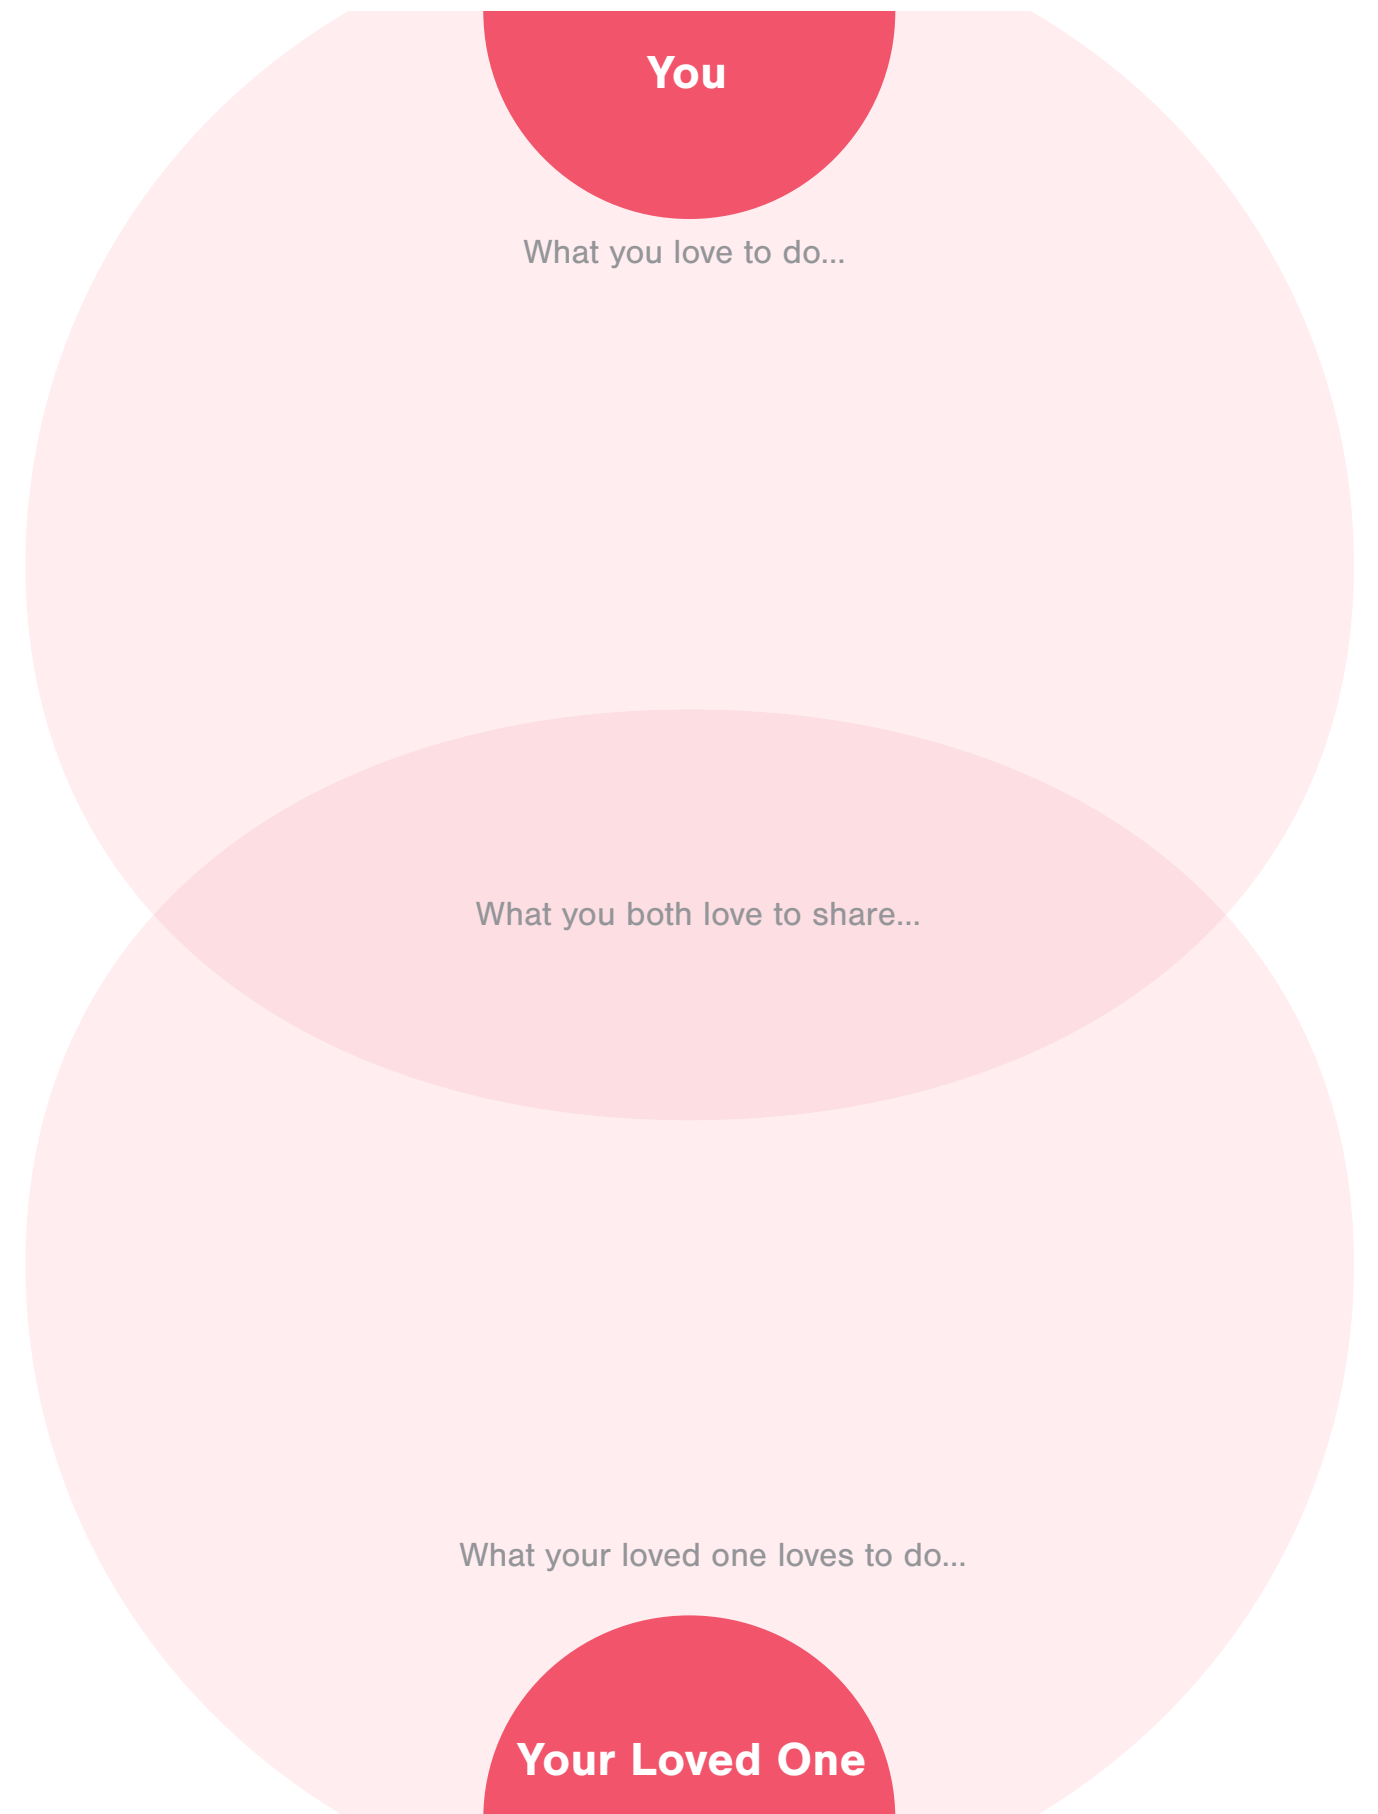 You
What you love to do...
What you both love to share...
What your loved one loves to do...
Your Loved One